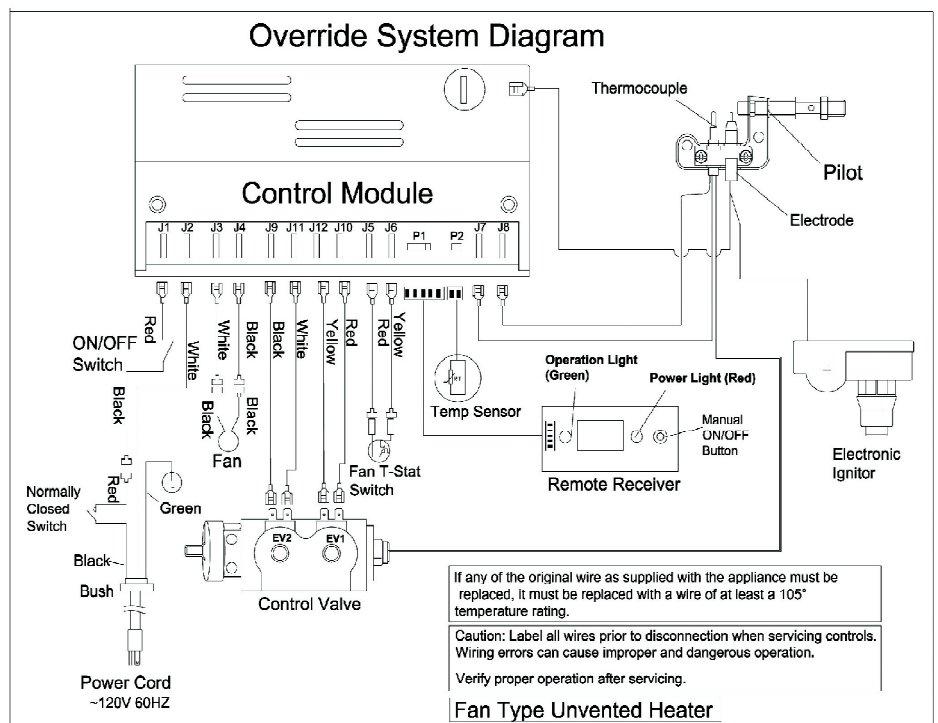 Override System Diagram
Thermocouple
Pilot
Electrode
Control Module
J1 J2 J3 J4 J9 J11 J12 J10 J5 J6 P1 P2 J7 J8
Red
White
White
Black
Black
White
Yellow
Red
Red
Yellow
ON/OFF
Switch
Black
Black
Black
Fan
RT
Temp Sensor
Fan T-Stat
Switch
Operation Light
(Green)
Power Light (Red)
Manual
ON/OFF
Button
Remote Receiver
Electronic
Ignitor
Normally
Closed
Switch
Red
Green
Black
Bush
EV2
EV1
Control Valve
Power Cord
~120V 60HZ
If any of the original wire as supplied with the appliance must be
replaced, it must be replaced with a wire of at least a 105°
temperature rating.
Caution: Label all wires prior to disconnection when servicing controls.
Wiring errors can cause improper and dangerous operation.
Verify proper operation after servicing.
Fan Type Unvented Heater